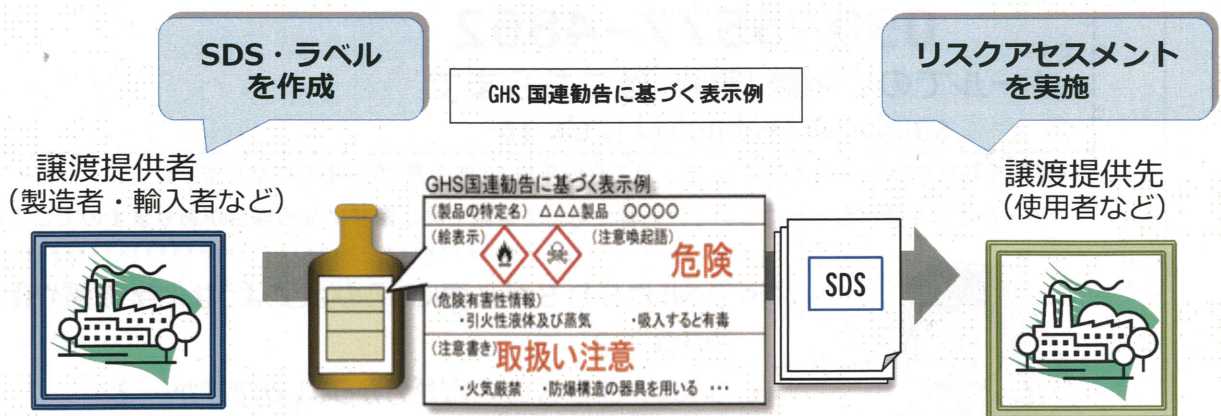 SDS・ラベル
を作成
GHS 国連勧告に基づく表示例
リスクアセスメント
を実施
譲渡提供者
（製造者・輸入者など）
譲渡提供先
（使用者など）
GHS国連勧告に基づく表示例
（製品の特定名） △△△製品 ○○○○
（絵表示）
（注意喚起語）
危険
（危険有害性情報）
・引火性液体及び蒸気 ・吸入すると有毒
（注意書き）取扱い注意
・火気厳禁 ・防爆構造の器具を用いる …
SDS